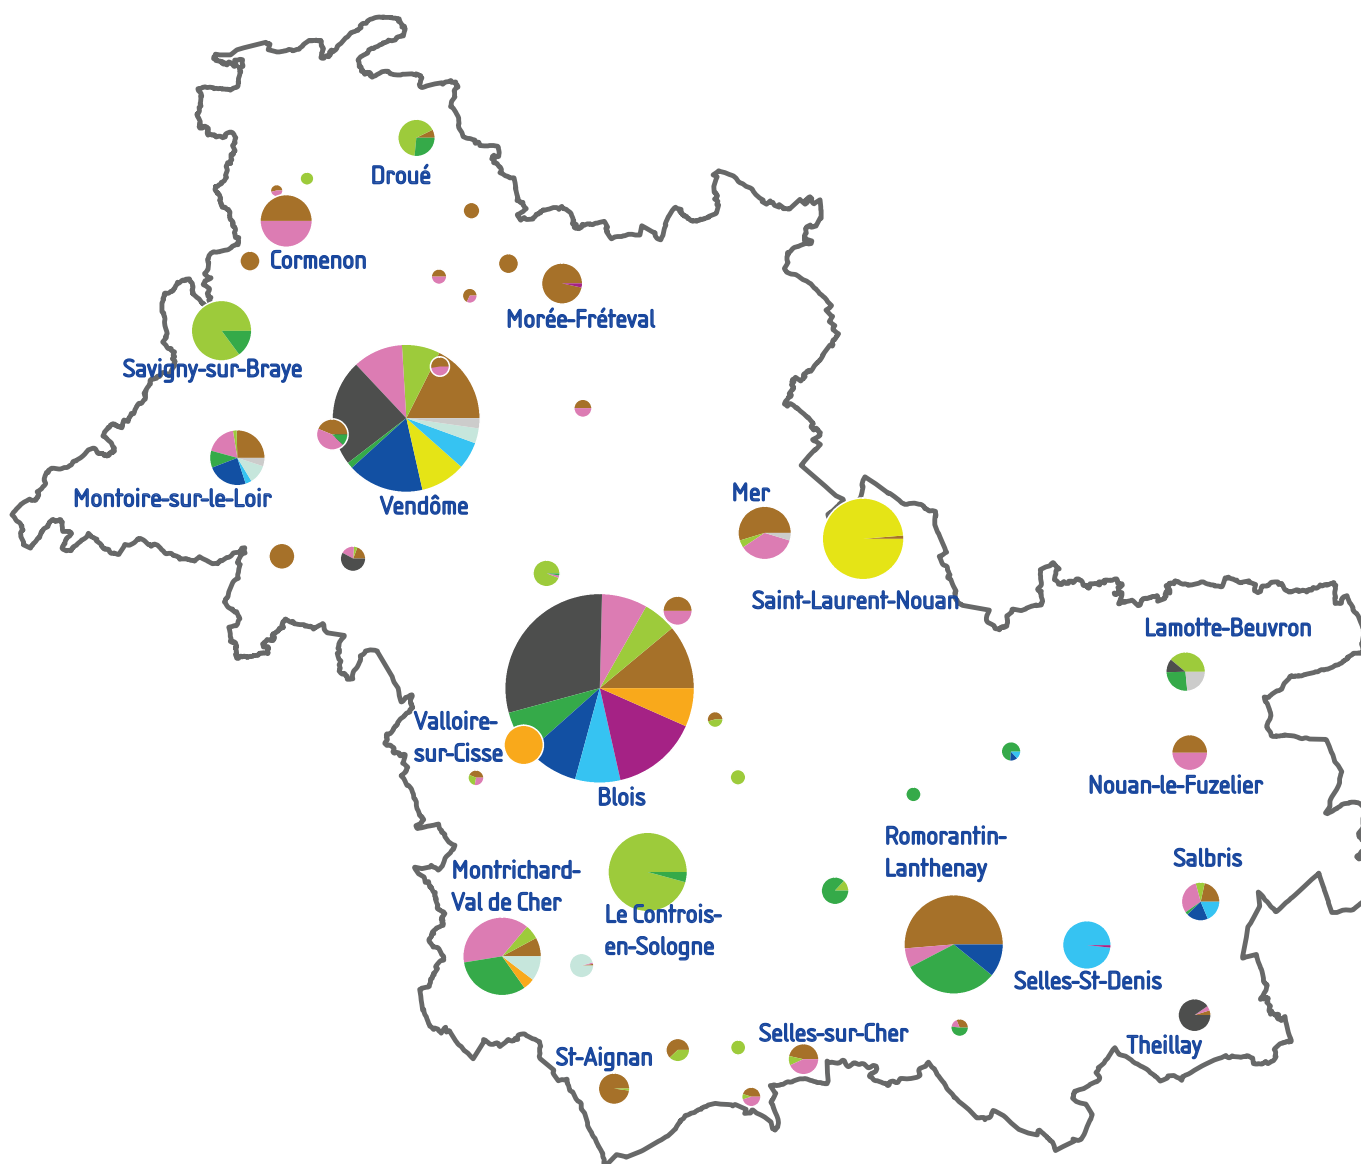 Droué
Cormenon
Morée-Fréteval
Savigny-sur-Braye
Montoire-sur-le-Loir
Vendôme
Mer
Saint-Laurent-Nouan
Lamotte-Beuvron
Valloire-
sur-Cisse
Blois
Nouan-le-Fuzelier
Romorantin-
Lanthenay
Salbris
Montrichard-
Val de Cher
Le Controis-
en-Sologne
Selles-St-Denis
Selles-sur-Cher
Theillay
St-Aignan